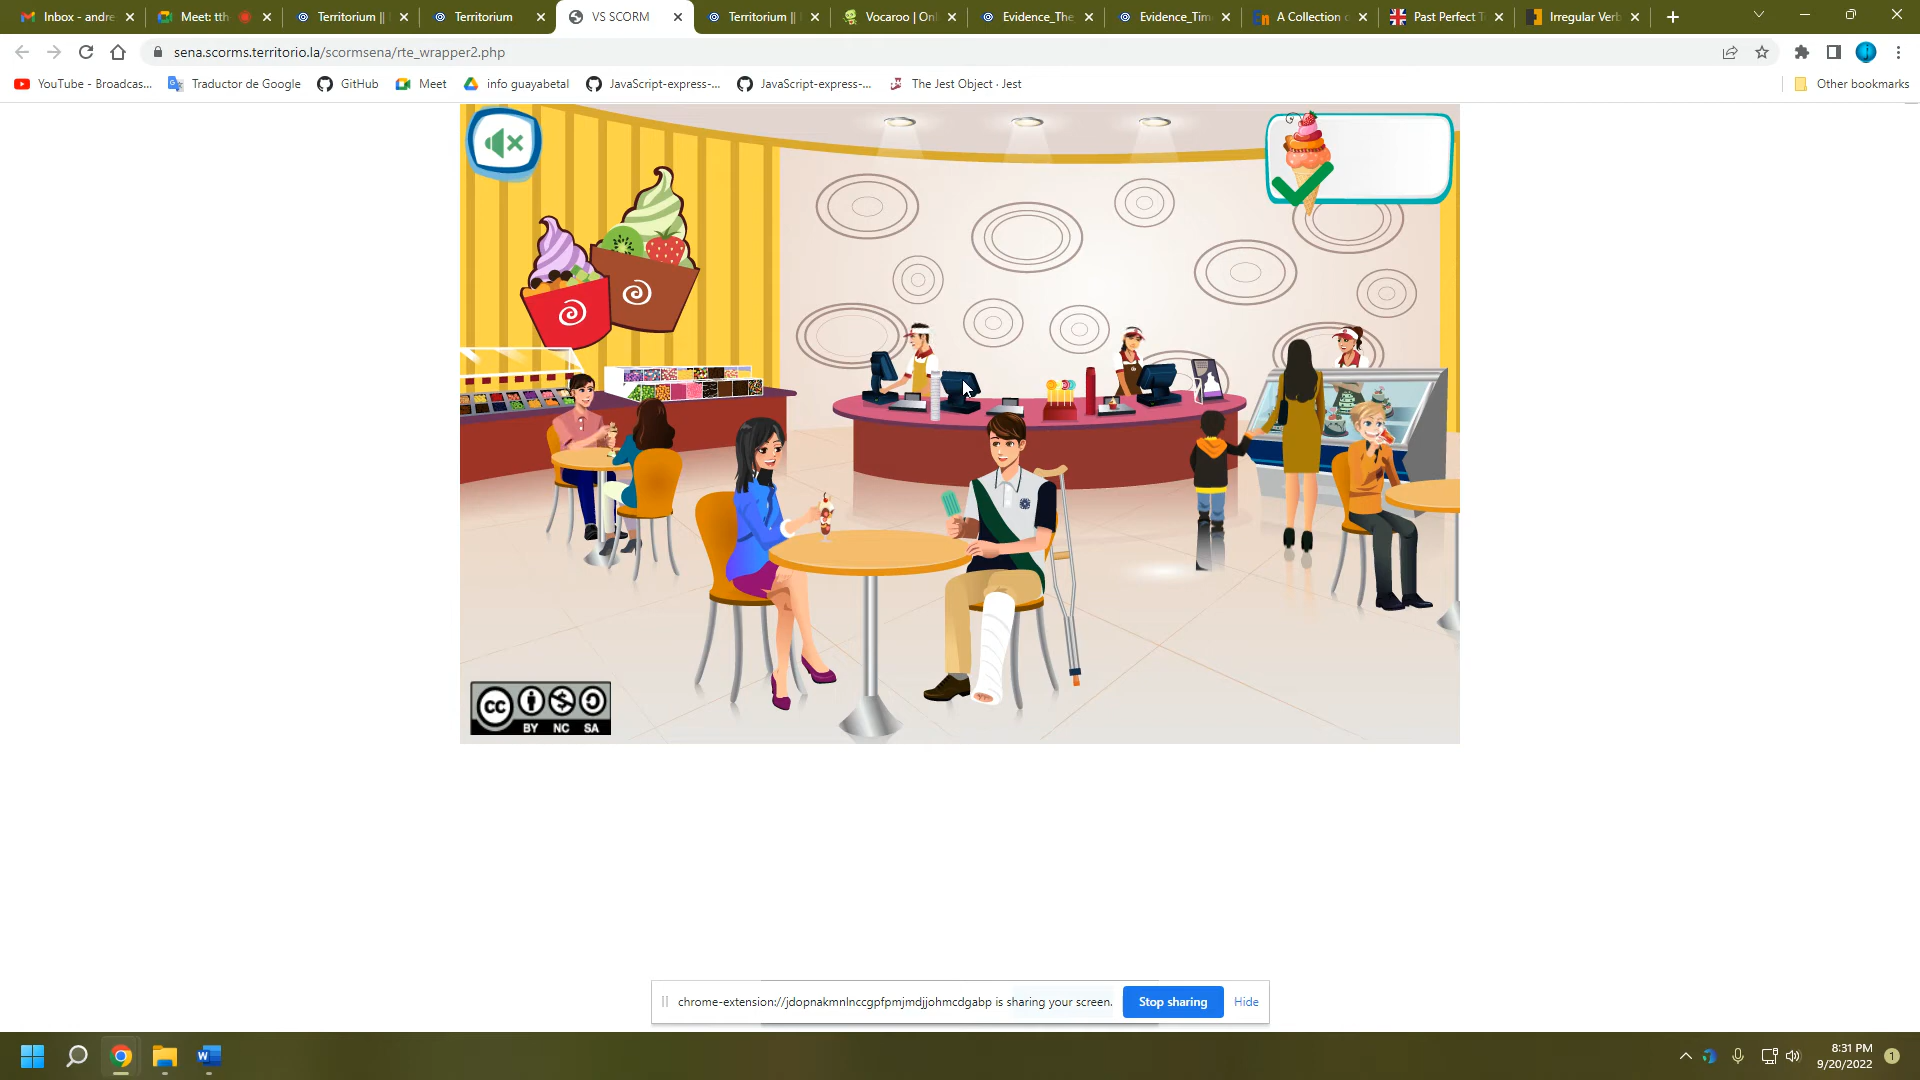 Inbox - andre
Meet: tth
Territorium ||
Territorium
VS SCORM
Territorium ||
Vocaroo | Onl
Evidence_The
Evidence_Tim
A Collection o
Past Perfect T
Irregular Verb
sena.scorms.territorio.la/scormsena/rte_wrapper2.php
YouTube - Broadcas...
Traductor de Google
GitHub
Meet
info guayabetal
JavaScript-express-...
JavaScript-express-...
The Jest Object · Jest
Other bookmarks
cc
BY NC SA
chrome-extension://jdopnakmnlnccgpfpmjmdjjohmcdgabp is sharing your screen.
Stop sharing
Hide
8:31 PM
9/20/2022
1